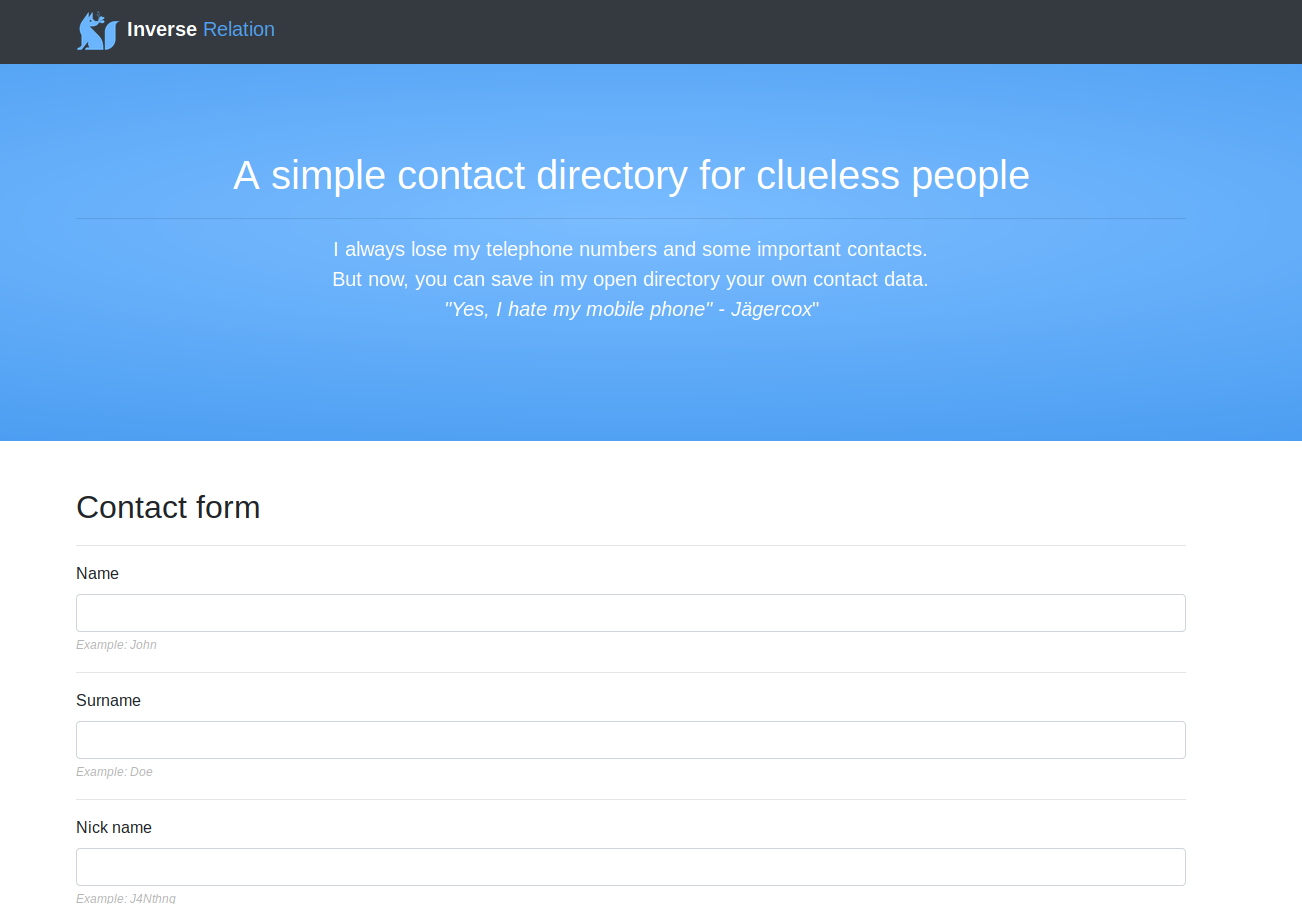 Inverse Relation
A simple contact directory for clueless people
I always lose my telephone numbers and some important contacts.
But now, you can save in my open directory your own contact data.
"Yes, I hate my mobile phone" - Jägercox"
Contact form
Name
Example: John
Surname
Example: Doe
Nick name
Example: J4Nthng